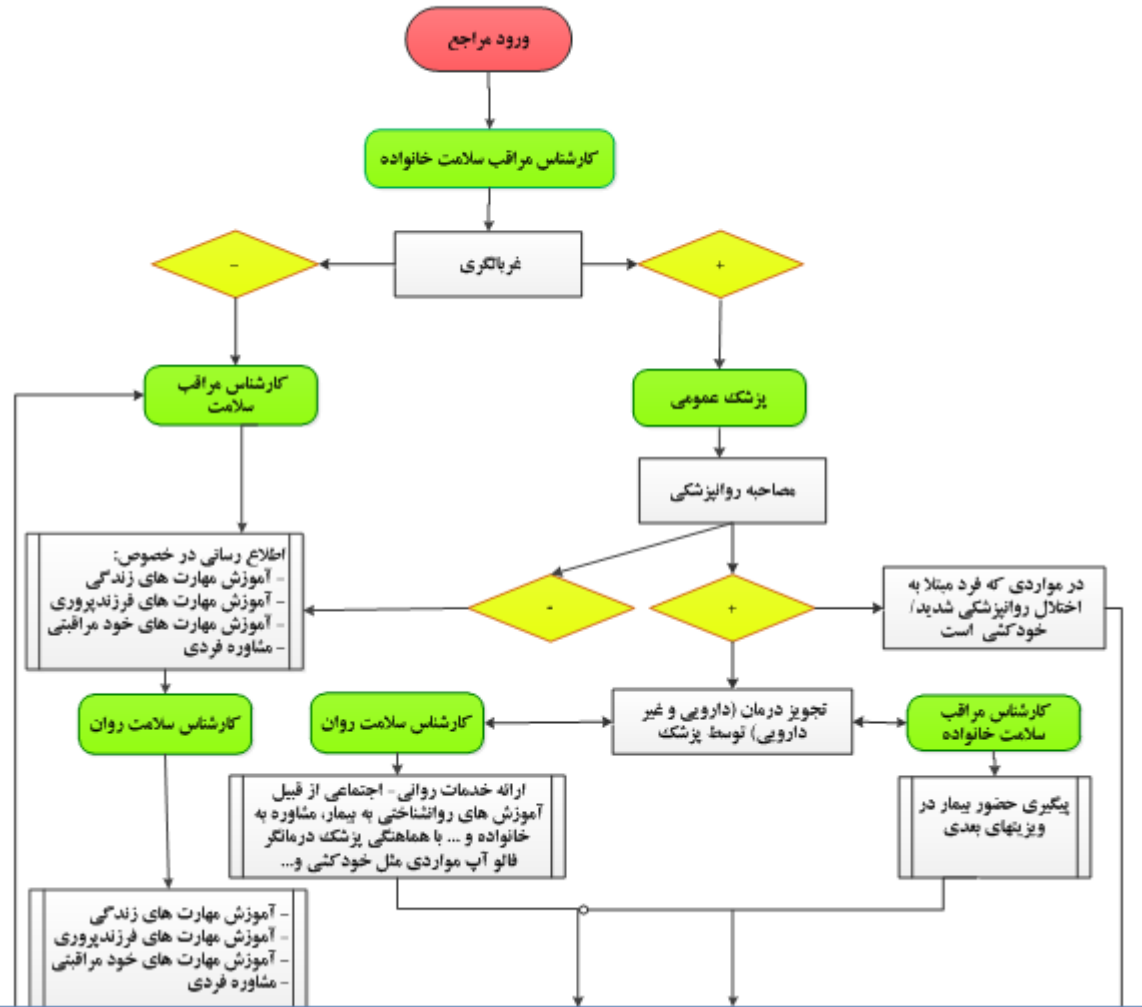 ورود مراجع
کارشناس مراقب سلامت خانواده
غربالگری
+
-
پزشک عمومی
کارشناس مراقب
سلامت
مصاحبه روانپزشکی
اطلاع رسانی در خصوص:
- آموزش مهارت های زندگی
- آموزش مهارت های فرزندپروری
- آموزش مهارت های خود مراقبتی
- مشاوره فردی
در مواردی که فرد مبتلا به
اختلال روانپزشکی شدید/
خودکشی است
+
-
کارشناس مراقب
سلامت خانواده
تجویز درمان (دارویی و غیر
دارویی) توسط پزشک
کارشناس سلامت روان
کارشناس سلامت روان
پیگیری حضور بیمار در
ویزیتهای بعدی
ارائه خدمات روانی- اجتماعی از قبیل
آموزش های روانشناختی به بیمار، مشاوره به
خانواده و ... با هماهنگی پزشک درمانگر
فالو آپ مواردی مثل خودکشی و...
- آموزش مهارت های زندگی
- آموزش مهارت های فرزندپروری
- آموزش مهارت های خود مراقبتی
- مشاوره فردی